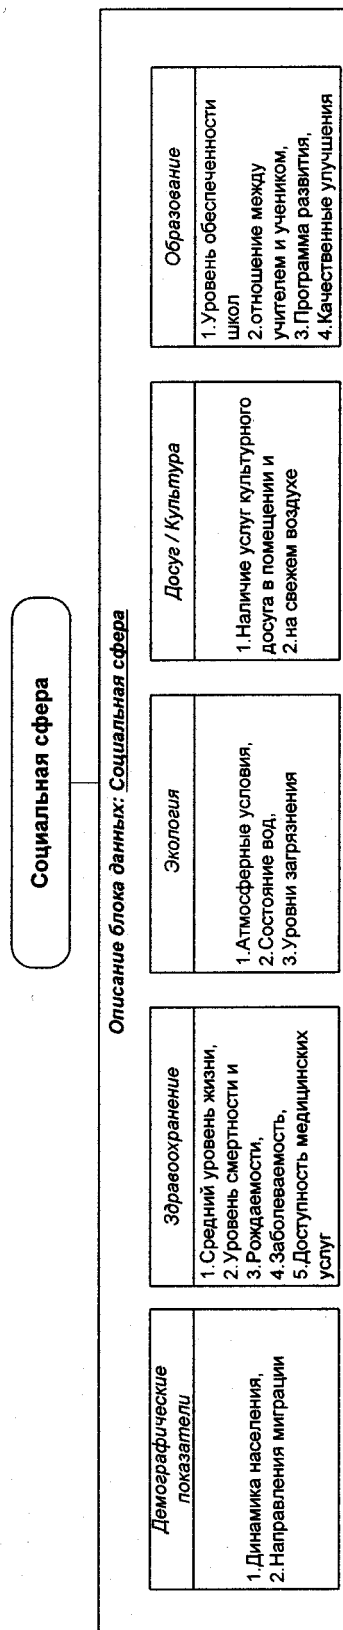 Социальная сфера
Описание блока данных: Социальная сфера
Демографические
показатели
1.Динамика населения,
2.Направления миграции
Здравоохранение
1.Средний уровень жизни,
2.Уровень смертности и
3.Рождаемости,
4.Заболеваемость,
5.Доступность медицинских
услуг
Экология
1.Атмосферные условия,
2.Состояние вод,
3.Уровни загрязнения
Досуг / Культура
1.Наличие услуг культурного
досуга в помещении и
2.на свежем воздухе
Образование
1.Уровень обеспеченности
школ
2.отношение между
учителем и учеником,
3.Программа развития,
4.Качественные улучшения